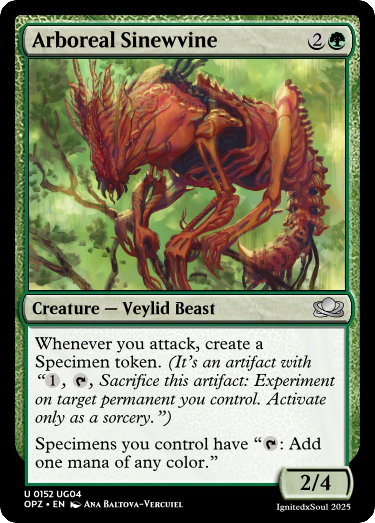 Arboreal Sinewvine 2
Creature — Veylid Beast
Whenever you attack, create a
Specimen token. (It's an artifact with
“1, , Sacrifice this artifact: Experiment
on target permanent you control. Activate
only as a sorcery.”)
Specimens you control have “: Add
one mana of any color.”
2/4
U 0152 UG04
OPZ • EN Ana Baltova-Vercuiel
IgnitedxSoul 2025